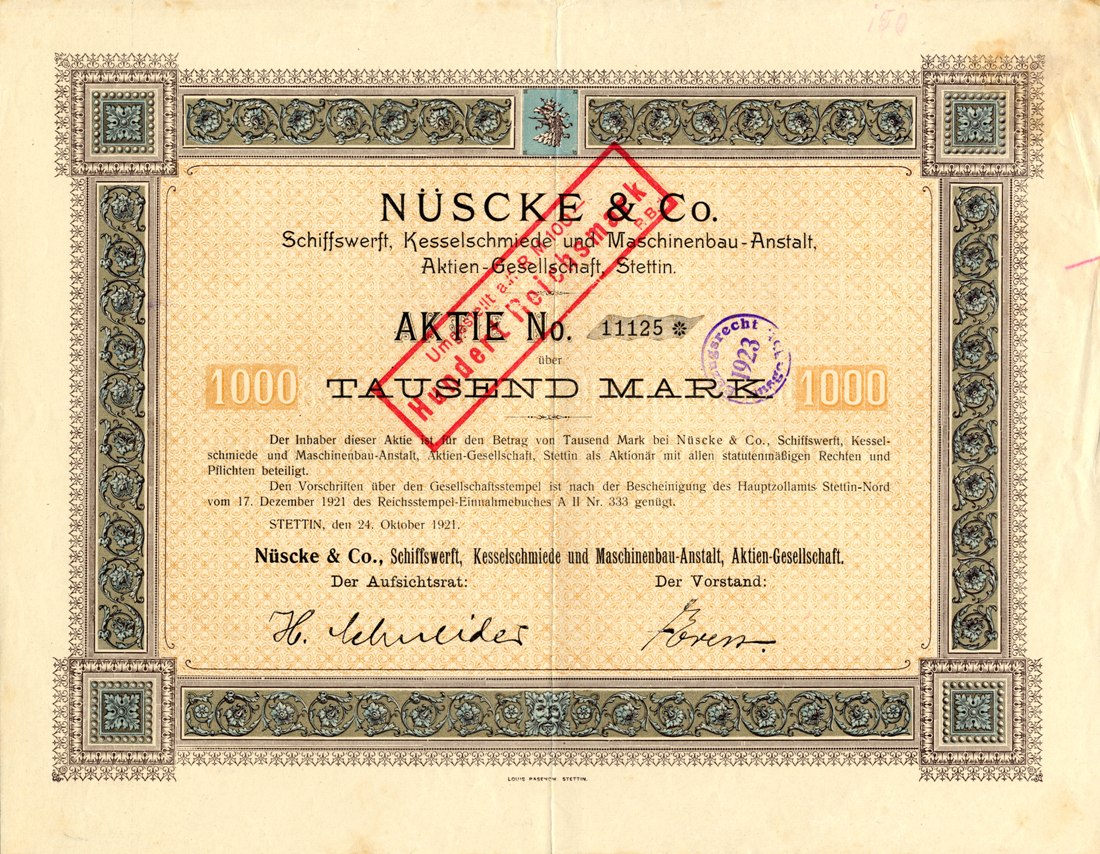 150
NÜSCKE & Co.
Schiffswerft, Kesselschmiede und Maschinenbau-Anstalt,
Aktien-Gesellschaft, Stettin.
Umgestellt a.
Hundert Reichsmark
AKTIE No. 11125 ✻
über
1000 TAUSEND MARK 1000
1923
Der Inhaber dieser Aktie ist für den Betrag von Tausend Mark bei Nüscke & Co., Schiffswerft, Kessel-
schmiede und Maschinenbau-Anstalt, Aktien-Gesellschaft, Stettin als Aktionär mit allen statutenmäßigen Rechten und
Pflichten beteiligt.
Den Vorschriften über den Gesellschaftsstempel ist nach der Bescheinigung des Hauptzollamts Stettin-Nord
vom 17. Dezember 1921 des Reichsstempel-Einnahmebuches A II Nr. 333 genügt.
STETTIN, den 24. Oktober 1921.
Nüscke & Co., Schiffswerft, Kesselschmiede und Maschinenbau-Anstalt, Aktien-Gesellschaft.
Der Aufsichtsrat: Der Vorstand:
H. Schneider
LOUIS PASENOW, STETTIN.